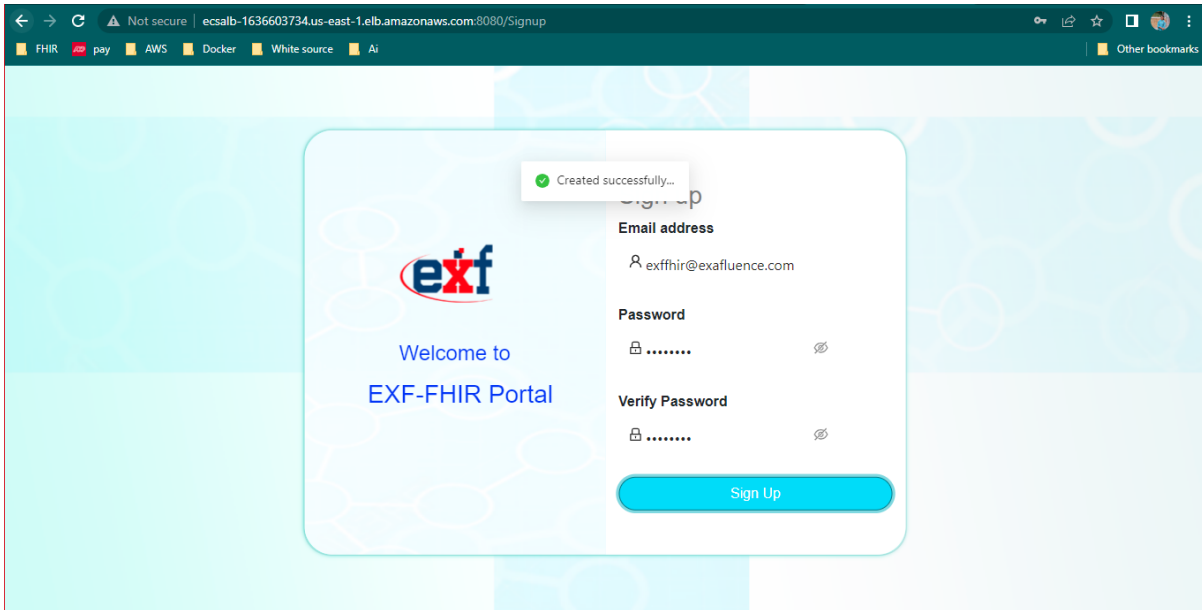 Not secure | ecsalb-1636603734.us-east-1.elb.amazonaws.com:8080/Signup
FHIR pay AWS Docker White source Ai Other bookmarks
Created successfully...
Sign up
Email address
exffhir@exafluence.com
Password
Verify Password
Sign Up
exf
Welcome to
EXF-FHIR Portal